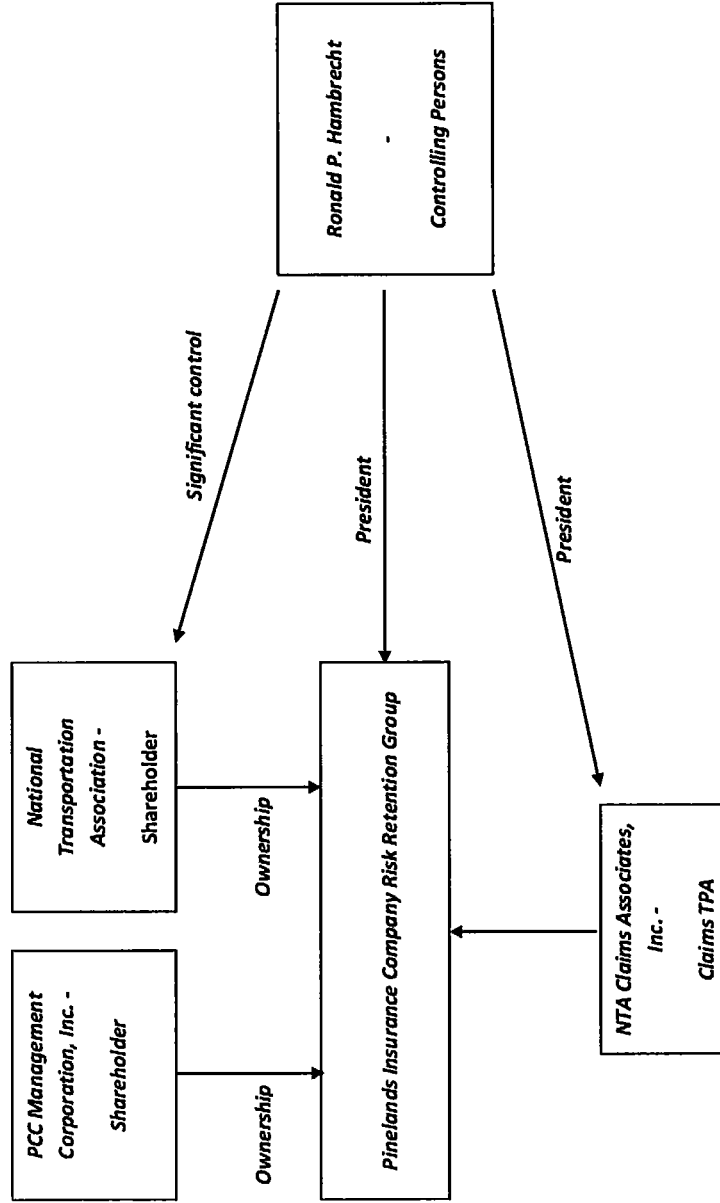 PCC Management
Corporation, Inc. -
Shareholder
National
Transportation
Association -
Shareholder
Ownership
Ownership
Significant control
Pinelands Insurance Company Risk Retention Group
President
Ronald P. Hambrecht
-
Controlling Persons
President
NTA Claims Associates,
Inc. -
Claims TPA